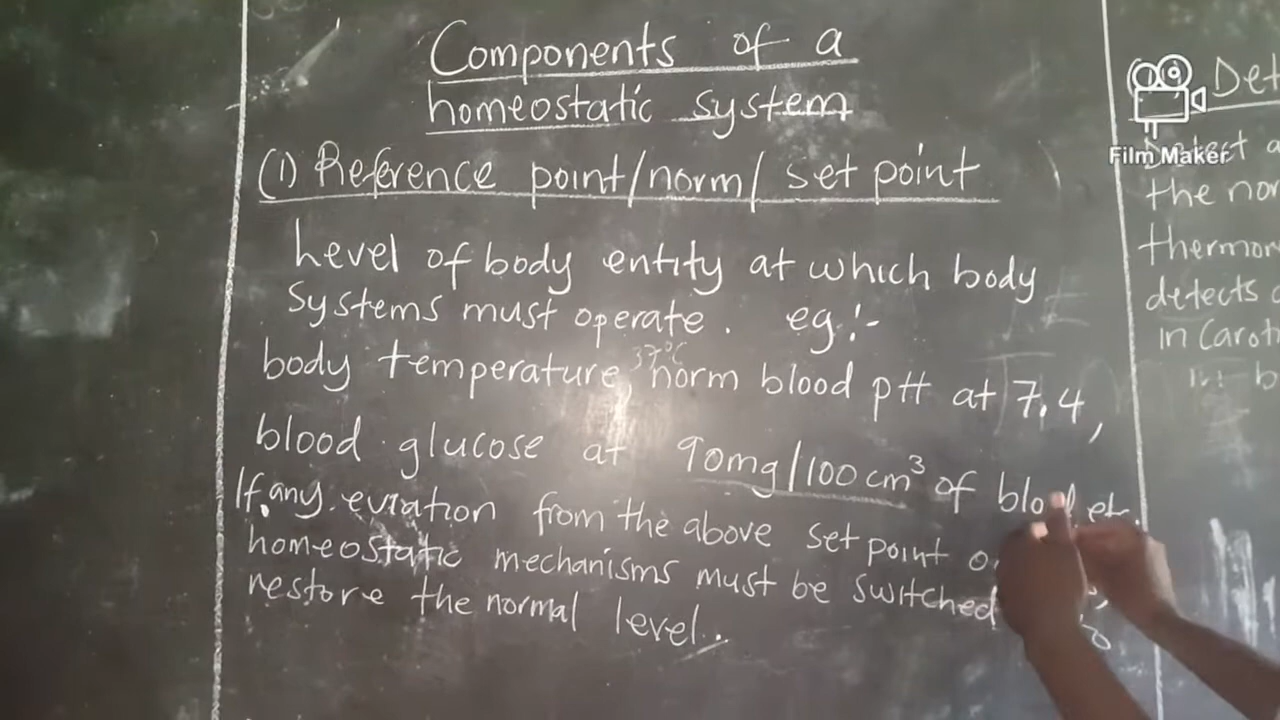 Components of a
homeostatic system
(1) Reference point/norm/ set point
Level of body entity at which body
systems must operate. eg:-
body temperature 37°C norm blood pH at 7.4,
blood glucose at 90mg/100cm³ of blood etc.
If any eviation from the above set point
homeostatic mechanisms must be switched
restore the normal level.
Det
Detect a
the nor
thermor
detects
in Carot
Film Maker